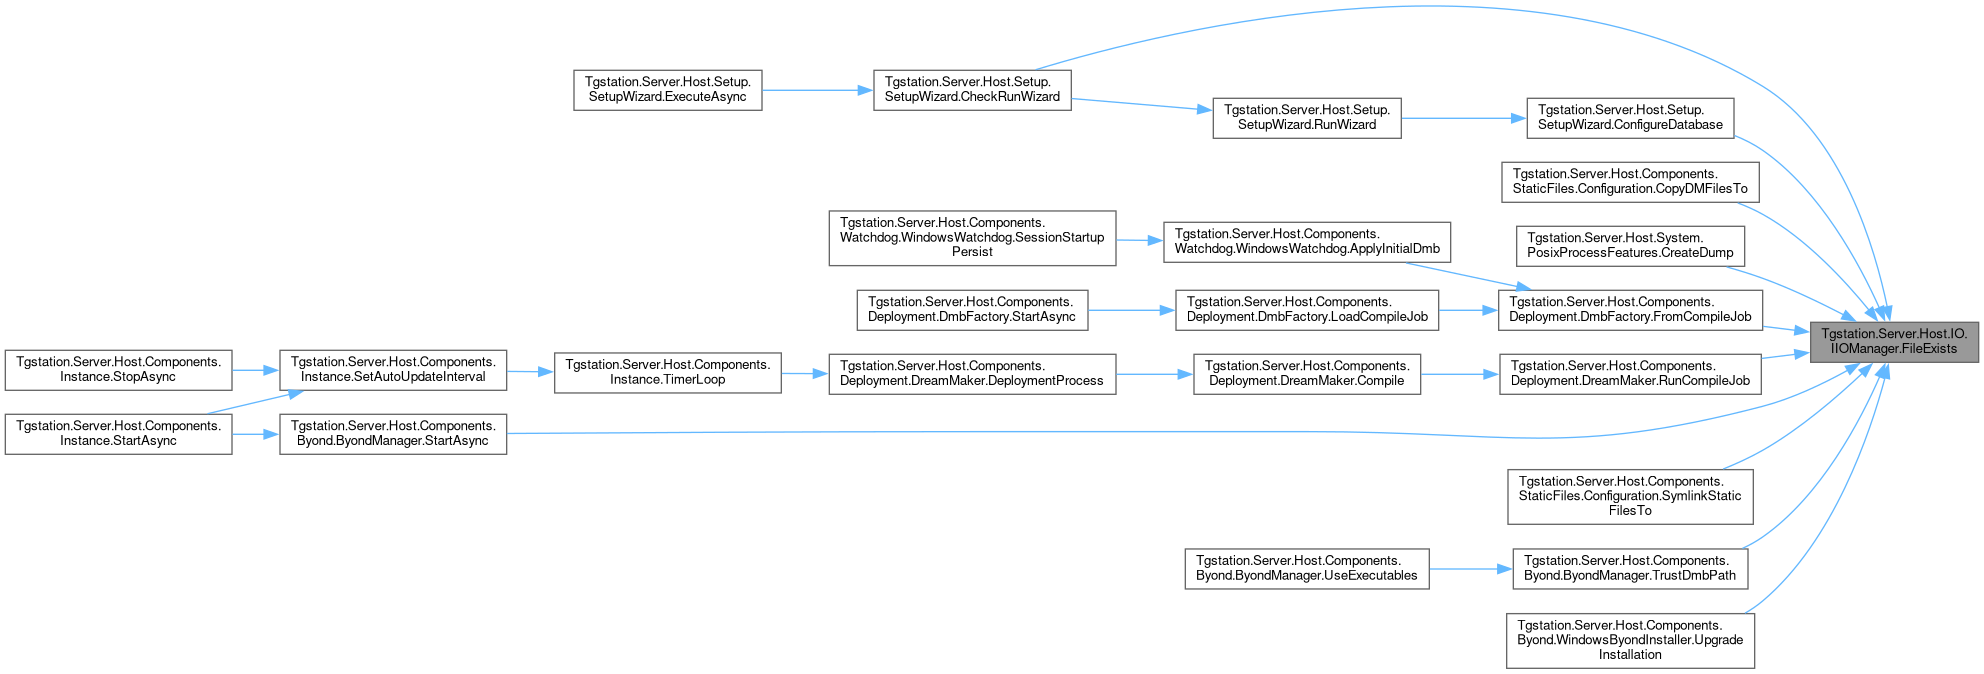 Tgstation.Server.Host.Setup.
SetupWizard.ExecuteAsync
Tgstation.Server.Host.Setup.
SetupWizard.CheckRunWizard
Tgstation.Server.Host.Setup.
SetupWizard.RunWizard
Tgstation.Server.Host.Setup.
SetupWizard.ConfigureDatabase
Tgstation.Server.Host.Components.
StaticFiles.Configuration.CopyDMFilesTo
Tgstation.Server.Host.Components.
Watchdog.WindowsWatchdog.SessionStartup
Persist
Tgstation.Server.Host.Components.
Watchdog.WindowsWatchdog.ApplyInitialDmb
Tgstation.Server.Host.System.
PosixProcessFeatures.CreateDump
Tgstation.Server.Host.Components.
Deployment.DmbFactory.StartAsync
Tgstation.Server.Host.Components.
Deployment.DmbFactory.LoadCompileJob
Tgstation.Server.Host.Components.
Deployment.DmbFactory.FromCompileJob
Tgstation.Server.Host.IO.
IIOManager.FileExists
Tgstation.Server.Host.Components.
Instance.StopAsync
Tgstation.Server.Host.Components.
Instance.SetAutoUpdateInterval
Tgstation.Server.Host.Components.
Instance.TimerLoop
Tgstation.Server.Host.Components.
Deployment.DreamMaker.DeploymentProcess
Tgstation.Server.Host.Components.
Deployment.DreamMaker.Compile
Tgstation.Server.Host.Components.
Deployment.DreamMaker.RunCompileJob
Tgstation.Server.Host.Components.
Instance.StartAsync
Tgstation.Server.Host.Components.
Byond.ByondManager.StartAsync
Tgstation.Server.Host.Components.
StaticFiles.Configuration.SymlinkStatic
FilesTo
Tgstation.Server.Host.Components.
Byond.ByondManager.UseExecutables
Tgstation.Server.Host.Components.
Byond.ByondManager.TrustDmbPath
Tgstation.Server.Host.Components.
Byond.WindowsByondInstaller.Upgrade
Installation